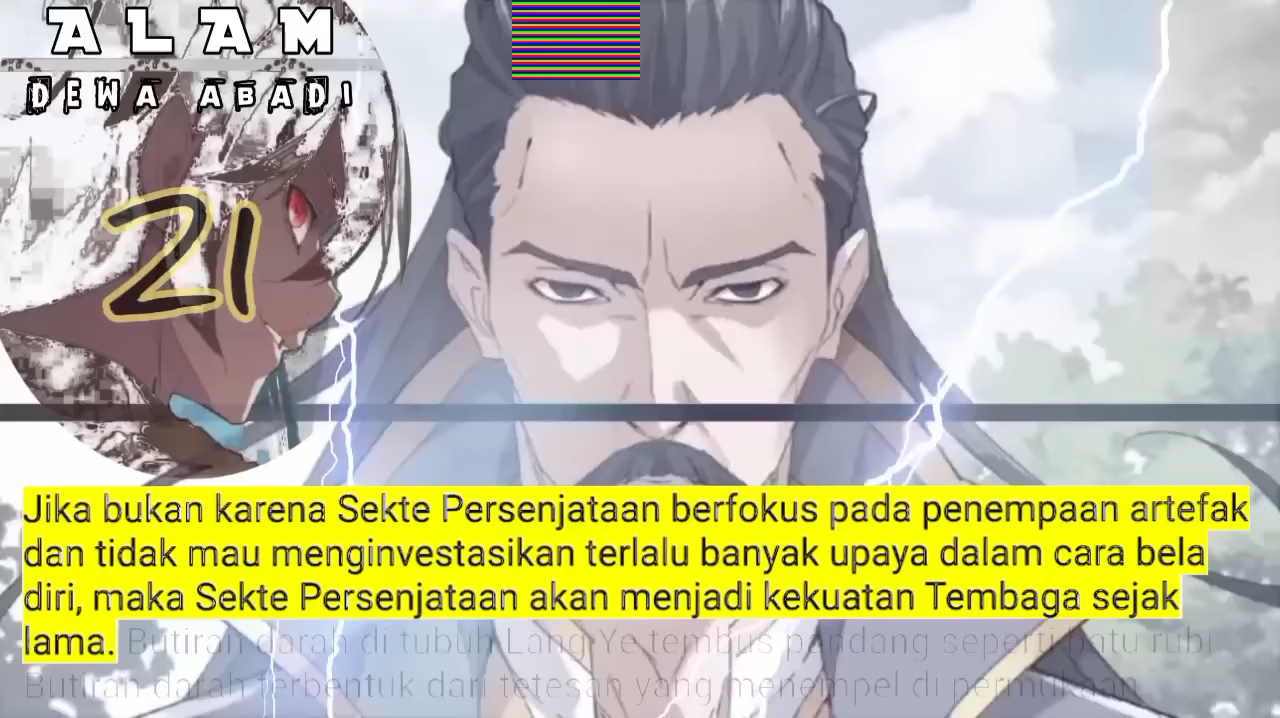 ALAM
DEWA ABADI
21
Jika bukan karena Sekte Persenjataan berfokus pada penempaan artefak
dan tidak mau menginvestasikan terlalu banyak upaya dalam cara bela
diri, maka Sekte Persenjataan akan menjadi kekuatan Tembaga sejak
lama. Butiran darah di tubuh Lang Ye tembus pandang seperti batu rubi
Butiran darah terbentuk dari tetesan yang menempel di permukaan